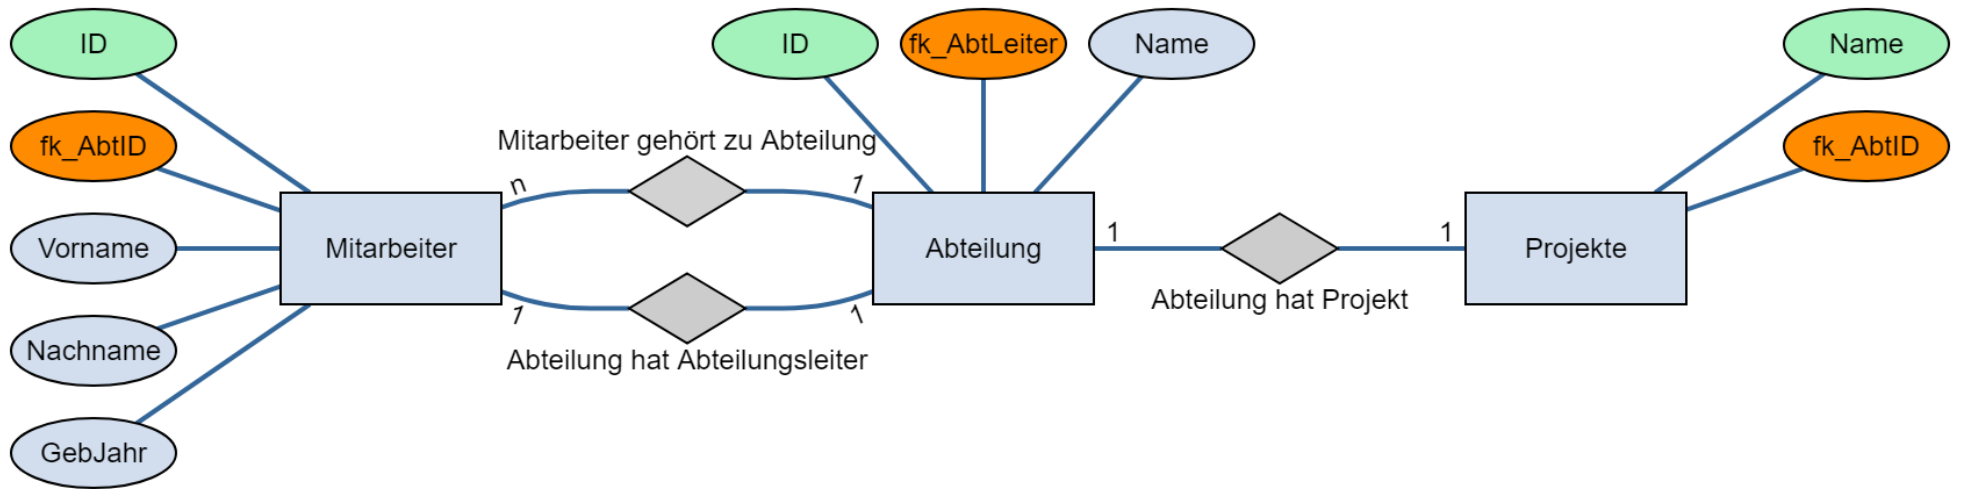 ID
ID
fk_AbtLeiter
Name
Name
fk_AbtID
Mitarbeiter gehört zu Abteilung
fk_AbtID
n
1
Vorname
Mitarbeiter
Abteilung
1
1
Projekte
1
1
Abteilung hat Projekt
Nachname
Abteilung hat Abteilungsleiter
GebJahr